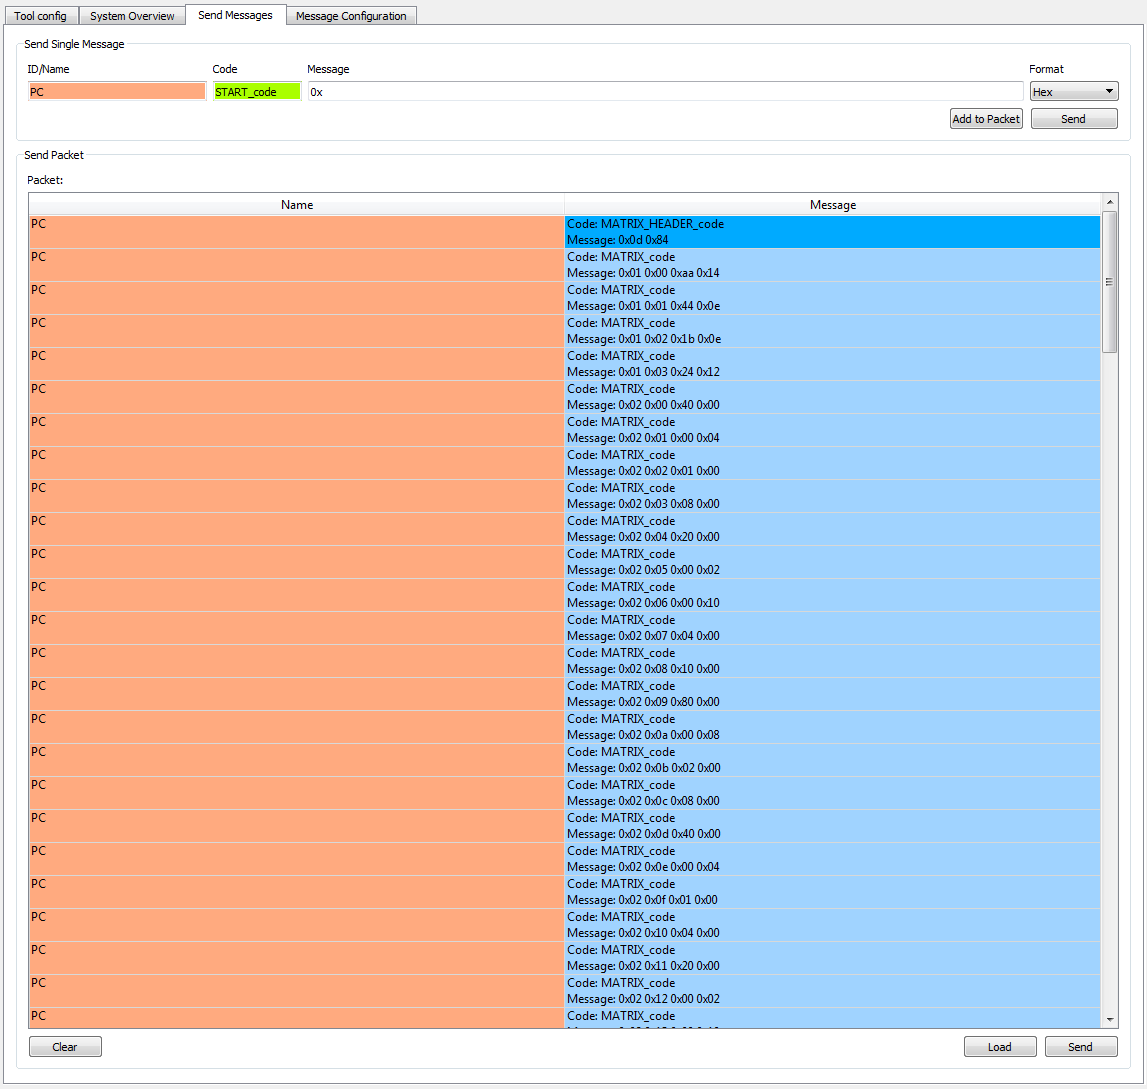 Tool config System Overview Send Messages Message Configuration
Send Single Message
ID/Name Code Message Format
PC START_code 0x Hex
Add to Packet Send
Send Packet
Packet:
Name Message
PC Code: MATRIX_HEADER_code
Message: 0x0d 0x84
PC Code: MATRIX_code
Message: 0x01 0x00 0xaa 0x14
PC Code: MATRIX_code
Message: 0x01 0x01 0x44 0x0e
PC Code: MATRIX_code
Message: 0x01 0x02 0x1b 0x0e
PC Code: MATRIX_code
Message: 0x01 0x03 0x24 0x12
PC Code: MATRIX_code
Message: 0x02 0x00 0x40 0x00
PC Code: MATRIX_code
Message: 0x02 0x01 0x00 0x04
PC Code: MATRIX_code
Message: 0x02 0x02 0x01 0x00
PC Code: MATRIX_code
Message: 0x02 0x03 0x08 0x00
PC Code: MATRIX_code
Message: 0x02 0x04 0x20 0x00
PC Code: MATRIX_code
Message: 0x02 0x05 0x00 0x02
PC Code: MATRIX_code
Message: 0x02 0x06 0x00 0x10
PC Code: MATRIX_code
Message: 0x02 0x07 0x04 0x00
PC Code: MATRIX_code
Message: 0x02 0x08 0x10 0x00
PC Code: MATRIX_code
Message: 0x02 0x09 0x80 0x00
PC Code: MATRIX_code
Message: 0x02 0x0a 0x00 0x08
PC Code: MATRIX_code
Message: 0x02 0x0b 0x02 0x00
PC Code: MATRIX_code
Message: 0x02 0x0c 0x08 0x00
PC Code: MATRIX_code
Message: 0x02 0x0d 0x40 0x00
PC Code: MATRIX_code
Message: 0x02 0x0e 0x00 0x04
PC Code: MATRIX_code
Message: 0x02 0x0f 0x01 0x00
PC Code: MATRIX_code
Message: 0x02 0x10 0x04 0x00
PC Code: MATRIX_code
Message: 0x02 0x11 0x20 0x00
PC Code: MATRIX_code
Message: 0x02 0x12 0x00 0x02
PC Code: MATRIX_code
Clear Load Send